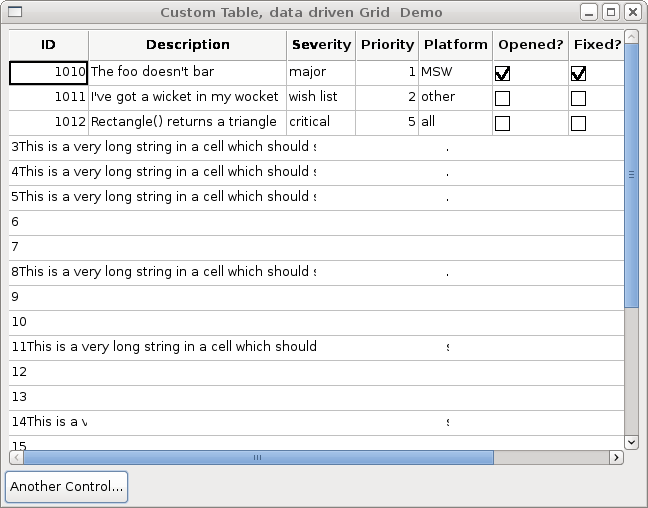 Custom Table, data driven Grid Demo
ID Description Severity Priority Platform Opened? Fixed?
1010 The foo doesn't bar major 1 MSW
1011 I've got a wicket in my wocket wish list 2 other
1012 Rectangle() returns a triangle critical 5 all
3This is a very long string in a cell which should
4This is a very long string in a cell which should
5This is a very long string in a cell which should
6
7
8This is a very long string in a cell which should
9
10
11This is a very long string in a cell which should
12
13
14This is a
15
Another Control...